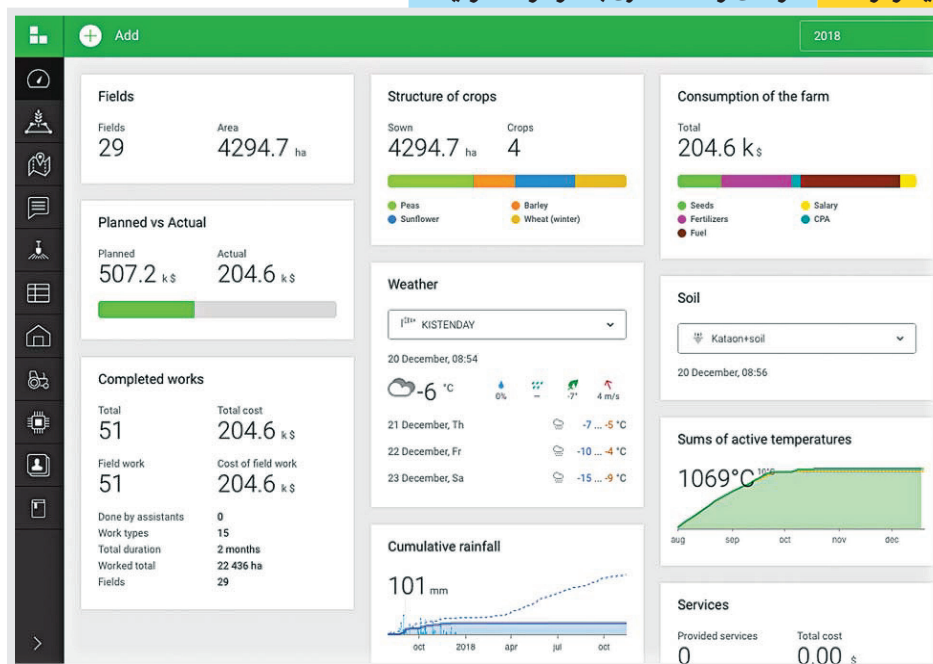 Add
2018
Fields
Fields
29
Area
4294.7 ha
Planned vs Actual
Planned
507.2 k $
Actual
204.6 k $
Completed works
Total
51
Total cost
204.6 k $
Field work
51
Cost of field work
204.6 k $
Done by assistants 0
Work types 15
Total duration 2 months
Worked total 22 436 ha
Fields 29
Structure of crops
Sown
4294.7 ha
Crops
4
Peas
Barley
Sunflower
Wheat (winter)
Weather
KISTENDAY
20 December, 08:54
-6 °C
0%
--
-7°
4 m/s
21 December, Th -7 ... -5 °C
22 December, Fr -10 ... -4 °C
23 December, Sa -15 ... -9 °C
Cumulative rainfall
101 mm
oct 2018 apr jul oct
Consumption of the farm
Total
204.6 k $
Seeds
Salary
Fertilizers
CPA
Fuel
Soil
Kataon+soil
20 December, 08:56
Sums of active temperatures
1069°C
10°C
aug sep oct nov dec
Services
Provided services
0
Total cost
0.00 $